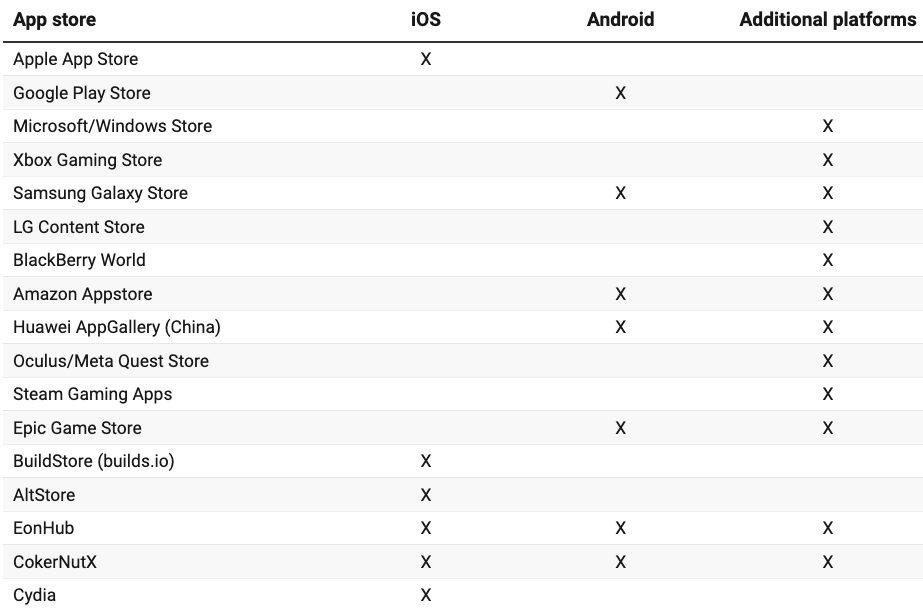 App store iOS Android Additional platforms
Apple App Store X
Google Play Store X
Microsoft/Windows Store X
Xbox Gaming Store X
Samsung Galaxy Store X X
LG Content Store X
BlackBerry World X
Amazon Appstore X X
Huawei AppGallery (China) X X
Oculus/Meta Quest Store X
Steam Gaming Apps X
Epic Game Store X X
BuildStore (builds.io) X
AltStore X
EonHub X X X
CokerNutX X X X
Cydia X